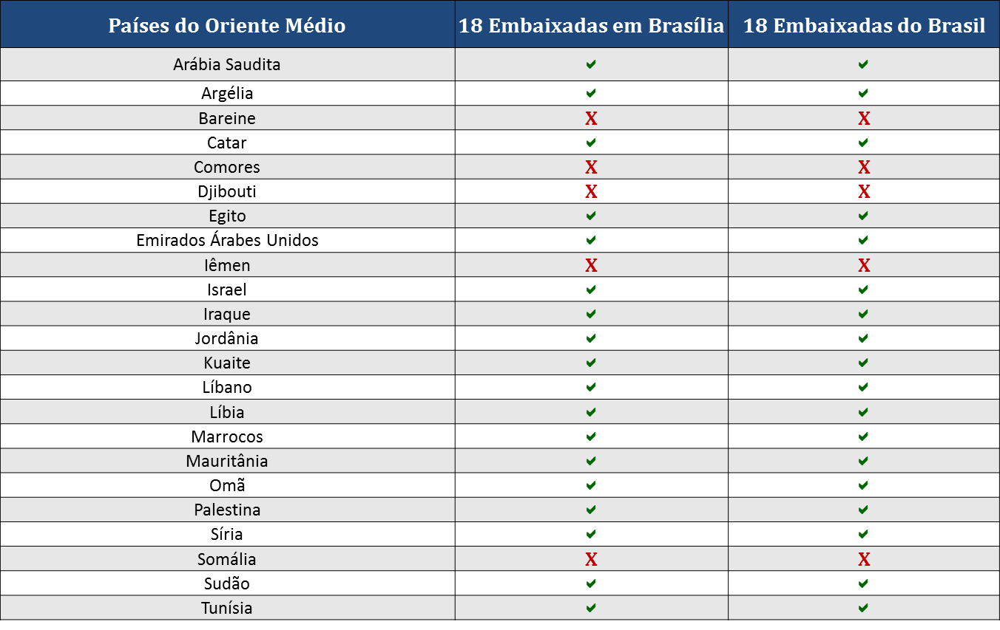 Países do Oriente Médio 18 Embaixadas em Brasília 18 Embaixadas do Brasil
Arábia Saudita ✔ ✔
Argélia ✔ ✔
Bareine X X
Catar ✔ ✔
Comores X X
Djibouti X X
Egito ✔ ✔
Emirados Árabes Unidos ✔ ✔
Iêmen X X
Israel ✔ ✔
Iraque ✔ ✔
Jordânia ✔ ✔
Kuaite ✔ ✔
Líbano ✔ ✔
Líbia ✔ ✔
Marrocos ✔ ✔
Mauritânia ✔ ✔
Omã ✔ ✔
Palestina ✔ ✔
Síria ✔ ✔
Somália X X
Sudão ✔ ✔
Tunísia ✔ ✔